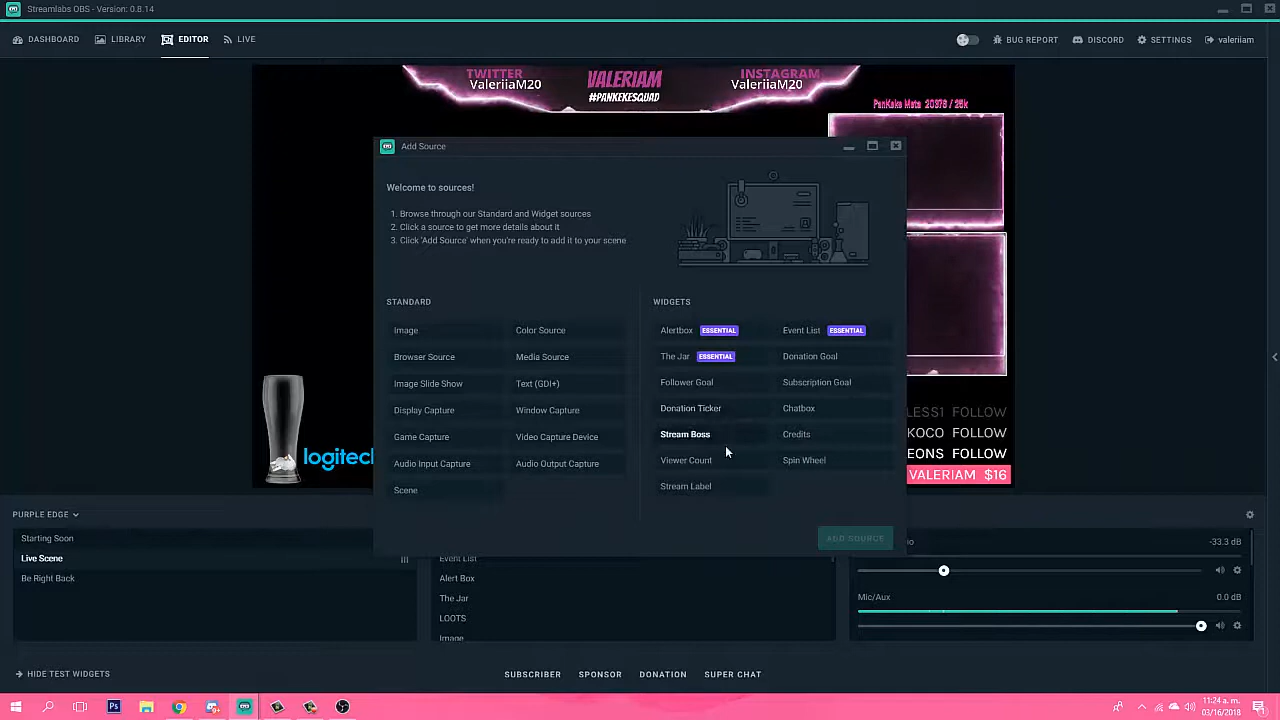 Streamlabs OBS - Version: 0.8.14
DASHBOARD
LIBRARY
EDITOR
LIVE
BUG REPORT
DISCORD
SETTINGS
valeriiam
TWITTER
ValeriiaM20
VALERIAM
#PANKEKESQUAD
INSTAGRAM
ValeriiaM20
Add Source
Welcome to sources!
1. Browse through our Standard and Widget sources
2. Click a source to get more details about it
3. Click 'Add Source' when you're ready to add it to your scene
STANDARD
Image
Color Source
Browser Source
Media Source
Image Slide Show
Text (GDI+)
Display Capture
Window Capture
Game Capture
Video Capture Device
Audio Input Capture
Audio Output Capture
Scene
WIDGETS
Alertbox ESSENTIAL
Event List ESSENTIAL
The Jar ESSENTIAL
Donation Goal
Follower Goal
Subscription Goal
Donation Ticker
Chatbox
Stream Boss
Credits
Viewer Count
Spin Wheel
Stream Label
ADD SOURCE
LESS1 FOLLOW
KOCO FOLLOW
EONS FOLLOW
VALERIAM $16
logitech
PURPLE EDGE
Starting Soon
Live Scene
Be Right Back
Event List
Alert Box
The Jar
LOOTS
Image
-33.3 dB
Mic/Aux
0.0 dB
HIDE TEST WIDGETS
SUBSCRIBER
SPONSOR
DONATION
SUPER CHAT
Ps
11:24 a. m.
03/16/2018